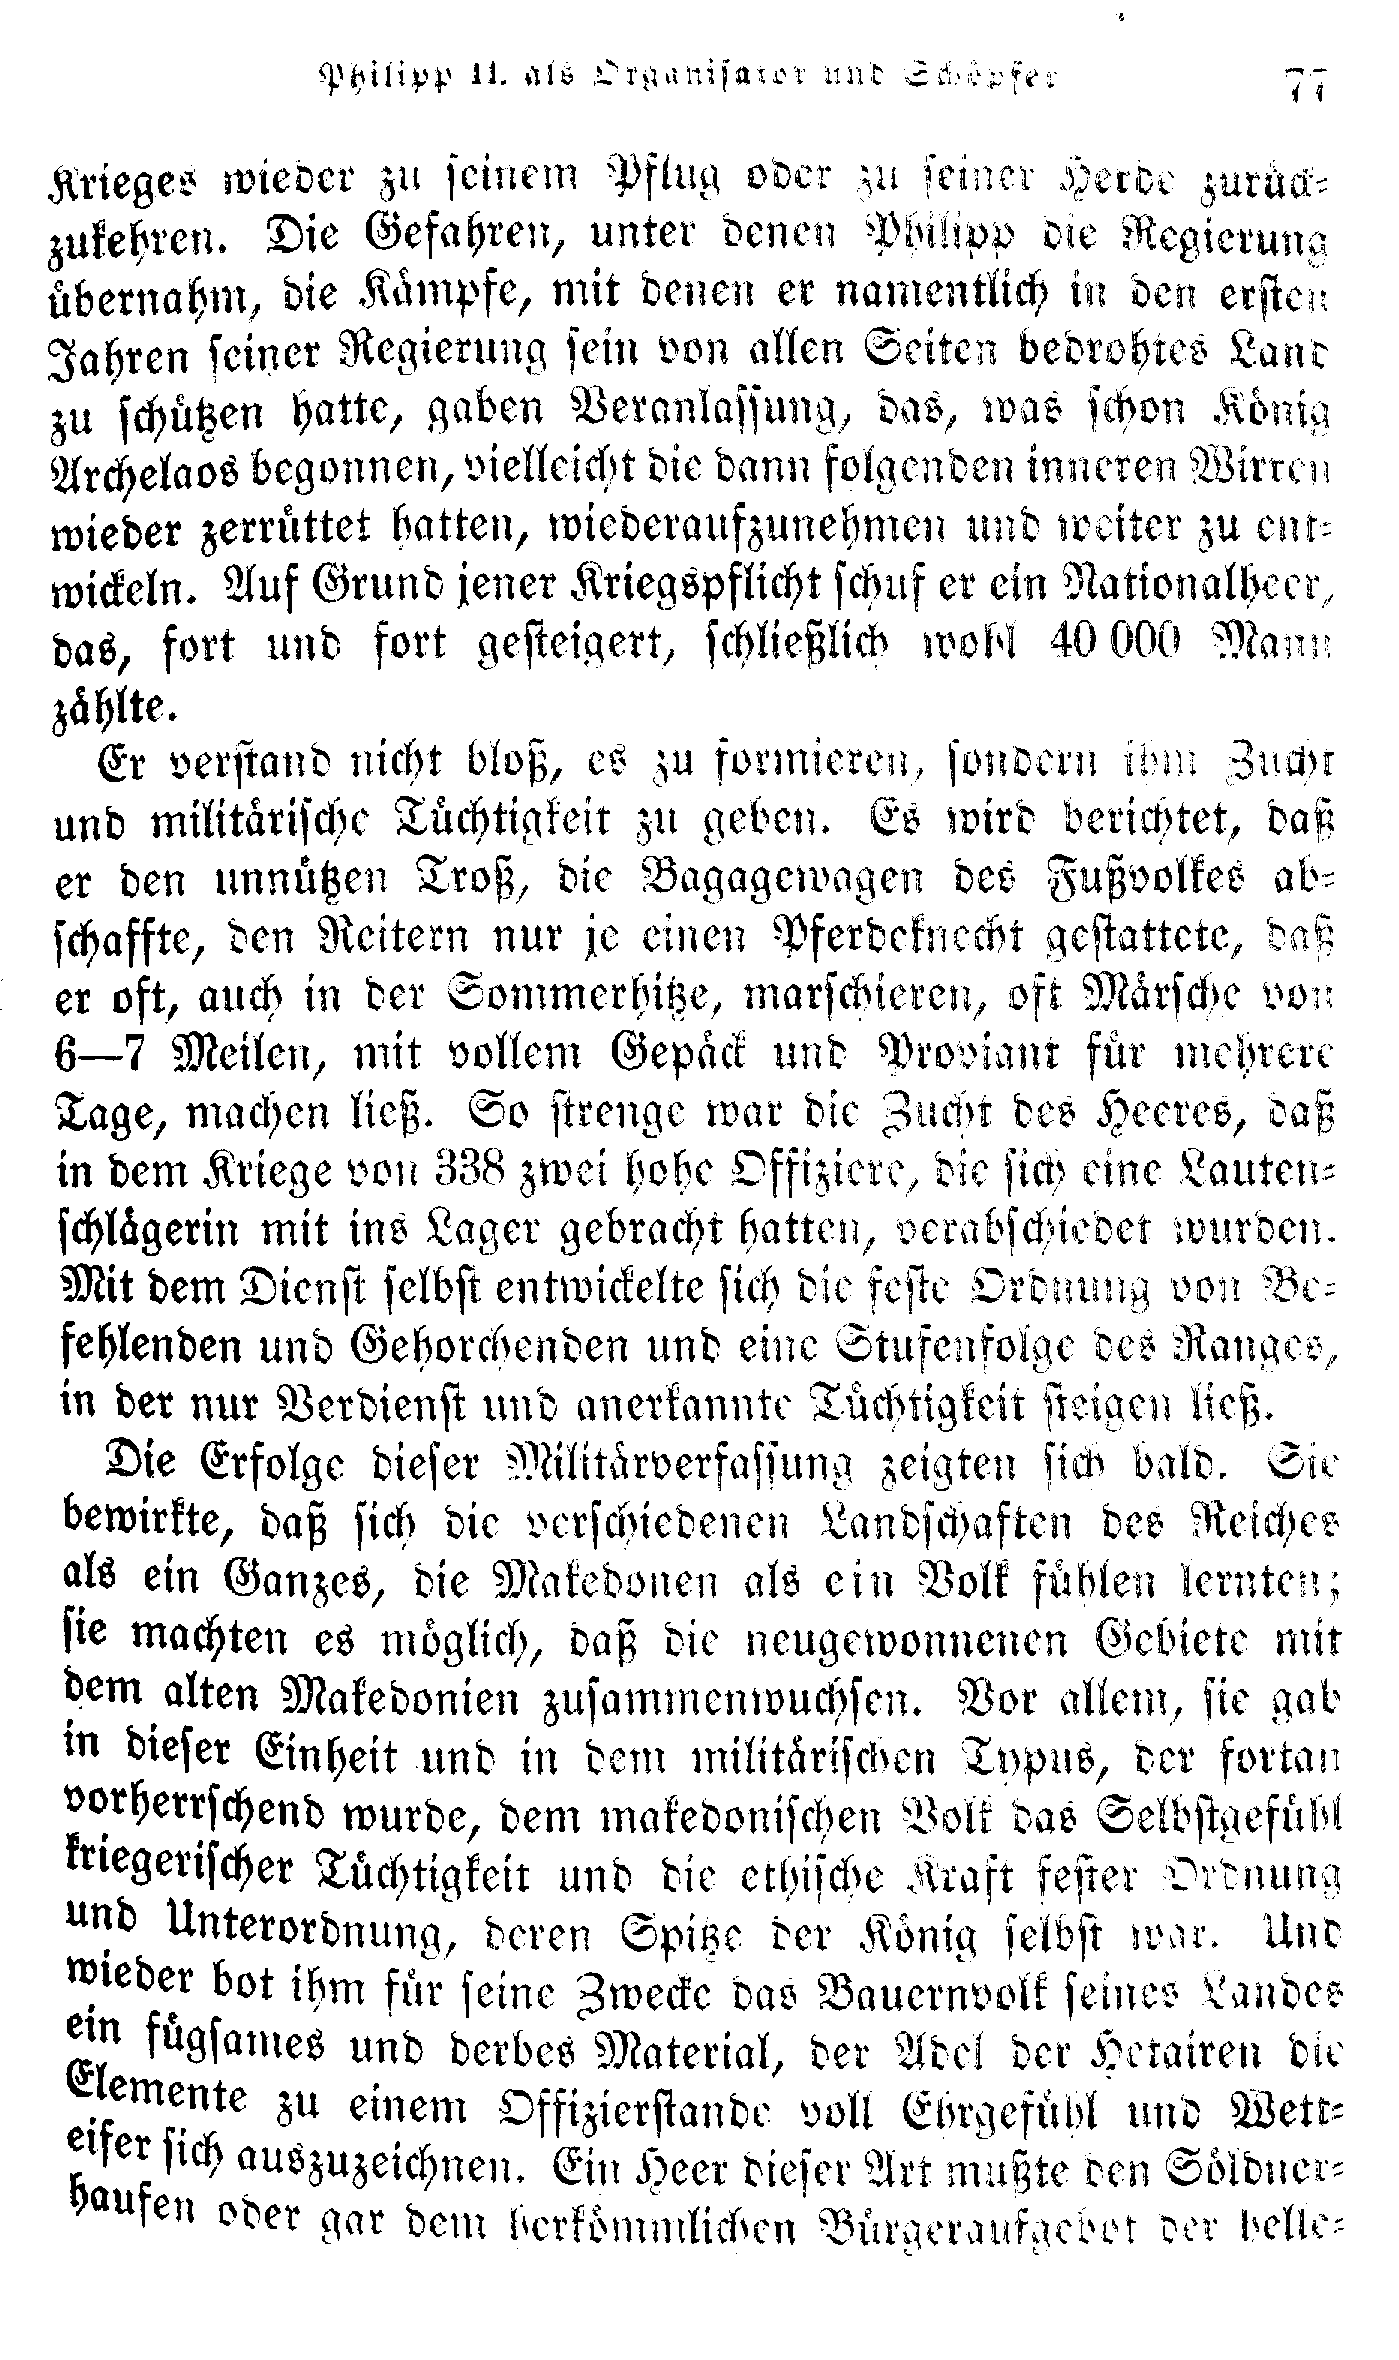 Philipp II. als Organisator und Schöpfer 77
Krieges wieder zu seinem Pflug oder zu seiner Herde zurück-
zukehren. Die Gefahren, unter denen Philipp die Regierung
übernahm, die Kämpfe, mit denen er namentlich in den ersten
Jahren seiner Regierung sein von allen Seiten bedrohtes Land
zu schützen hatte, gaben Veranlassung, das, was schon König
Archelaos begonnen, vielleicht die dann folgenden inneren Wirren
wieder zerrüttet hatten, wiederaufzunehmen und weiter zu ent-
wickeln. Auf Grund jener Kriegspflicht schuf er ein Nationalheer,
das, fort und fort gesteigert, schließlich wohl 40 000 Mann
zählte.
Er verstand nicht bloß, es zu formieren, sondern ihm Zucht
und militärische Tüchtigkeit zu geben. Es wird berichtet, daß
er den unnützen Troß, die Bagagewagen des Fußvolkes ab-
schaffte, den Reitern nur je einen Pferdeknecht gestattete, daß
er oft, auch in der Sommerhitze, marschieren, oft Märsche von
6—7 Meilen, mit vollem Gepäck und Proviant für mehrere
Tage, machen ließ. So strenge war die Zucht des Heeres, daß
in dem Kriege von 338 zwei hohe Offiziere, die sich eine Lauten-
schlägerin mit ins Lager gebracht hatten, verabschiedet wurden.
Mit dem Dienst selbst entwickelte sich die feste Ordnung von Be-
fehlenden und Gehorchenden und eine Stufenfolge des Ranges,
in der nur Verdienst und anerkannte Tüchtigkeit steigen ließ.
Die Erfolge dieser Militärverfassung zeigten sich bald. Sie
bewirkte, daß sich die verschiedenen Landschaften des Reiches
als ein Ganzes, die Makedonen als ein Volk fühlen lernten;
sie machten es möglich, daß die neugewonnenen Gebiete mit
dem alten Makedonien zusammenwuchsen. Vor allem, sie gab
in dieser Einheit und in dem militärischen Typus, der fortan
vorherrschend wurde, dem makedonischen Volk das Selbstgefühl
kriegerischer Tüchtigkeit und die ethische Kraft fester Ordnung
und Unterordnung, deren Spitze der König selbst war. Und
wieder bot ihm für seine Zwecke das Bauernvolk seines Landes
ein fügsames und derbes Material, der Adel der Hetairen die
Elemente zu einem Offizierstande voll Ehrgefühl und Wett-
eifer sich auszuzeichnen. Ein Heer dieser Art mußte den Söldner-
haufen oder gar dem herkömmlichen Bürgeraufgebot der helle-